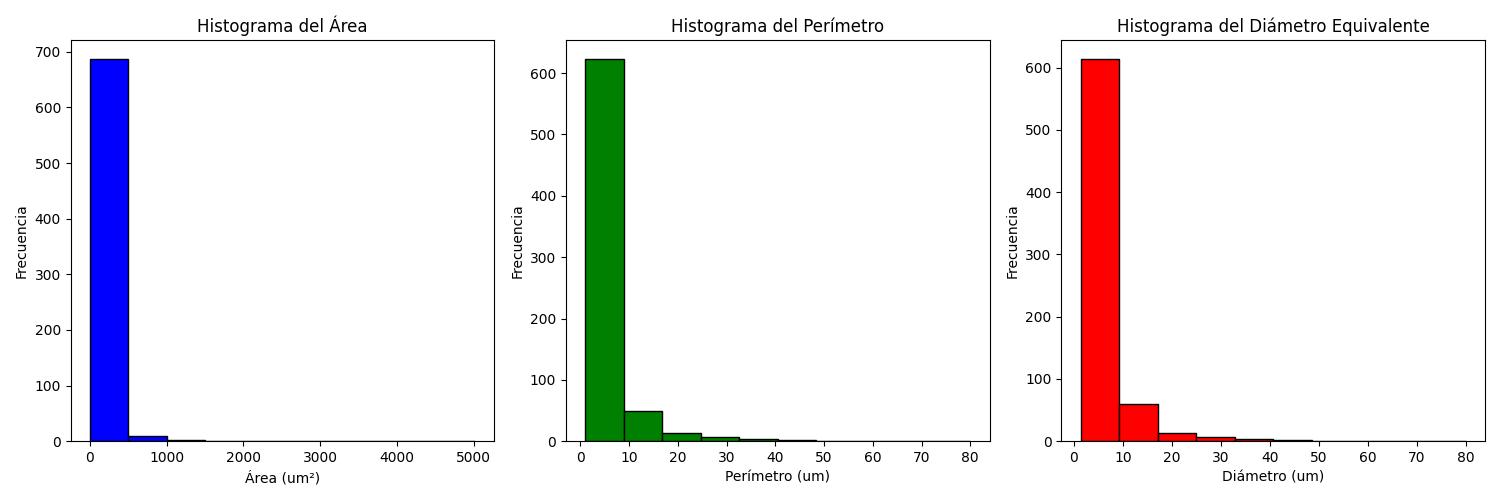 Histograma del Área
Frecuencia
700
600
500
400
300
200
100
0
0 1000 2000 3000 4000 5000
Área (um²)
Histograma del Perímetro
Frecuencia
600
500
400
300
200
100
0
0 10 20 30 40 50 60 70 80
Perímetro (um)
Histograma del Diámetro Equivalente
Frecuencia
600
500
400
300
200
100
0
0 10 20 30 40 50 60 70 80
Diámetro (um)